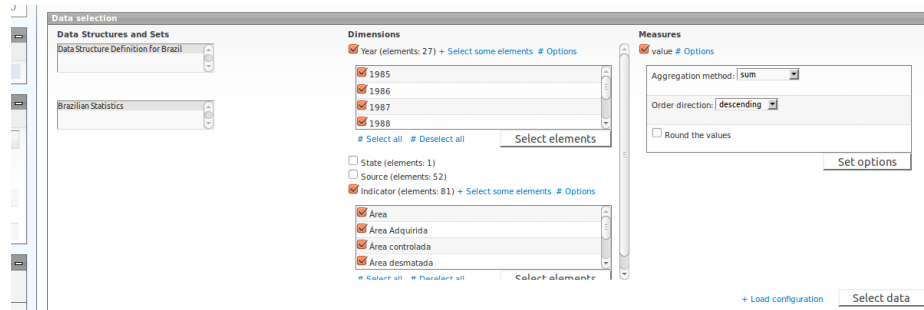 Data selection
Data Structures and Sets
Data Structure Definition for Brazil
Brazilian Statistics
Dimensions
Year (elements: 27) + Select some elements # Options
1985
1986
1987
1988
# Select all # Deselect all Select elements
State (elements: 1)
Source (elements: 52)
Indicator (elements: 81) + Select some elements # Options
Área
Área Adquirida
Área controlada
Área desmatada
# Select all # Deselect all Select elements
Measures
value # Options
Aggregation method: sum
Order direction: descending
Round the values
Set options
+ Load configuration Select data